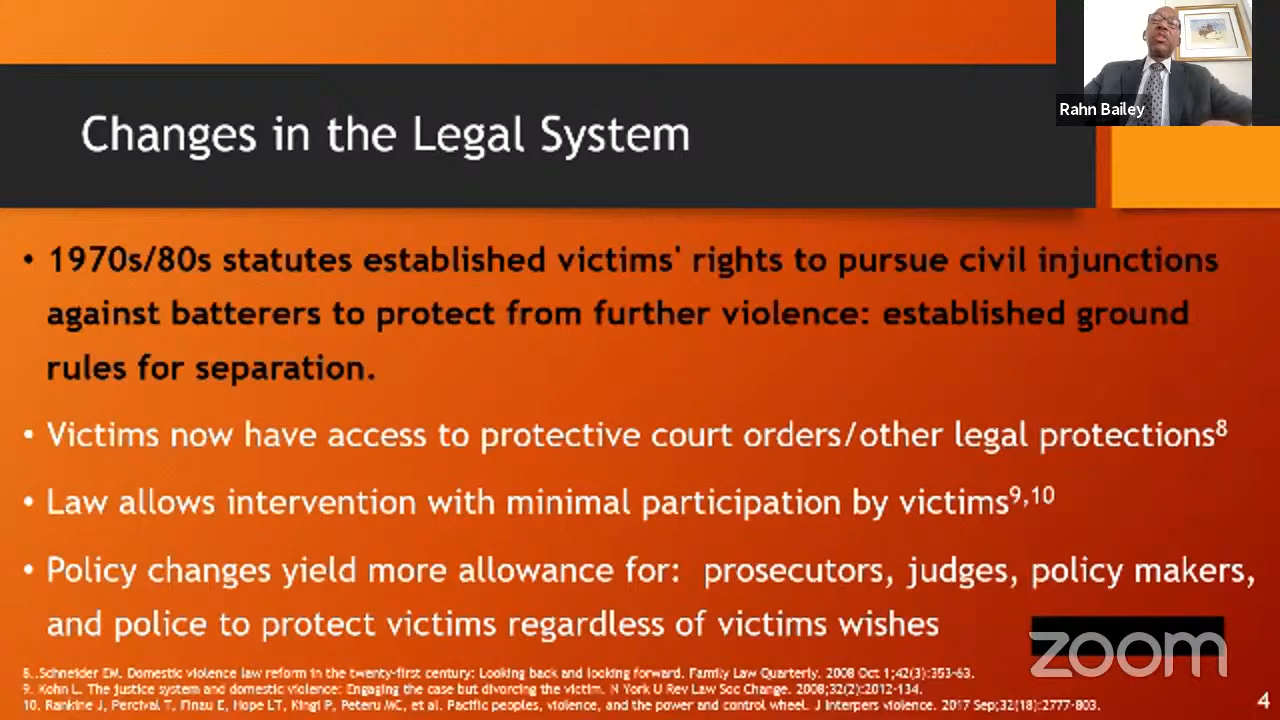 Rahn Bailey
Changes in the Legal System
• 1970s/80s statutes established victims' rights to pursue civil injunctions
against batterers to protect from further violence: established ground
rules for separation.
• Victims now have access to protective court orders/other legal protections8
• Law allows intervention with minimal participation by victims9,10
• Policy changes yield more allowance for: prosecutors, judges, policy makers,
and police to protect victims regardless of victims wishes
zoom
8..Schneider EM. Domestic violence law reform in the twenty-first century: Looking back and looking forward. Family Law Quarterly. 2008 Oct 1;42(3):353-63.
9. Kohn L. The justice system and domestic violence: Engaging the case but divorcing the victim. N York U Rev Law Soc Change. 2008;32(2):2012-134.
10. Rankine J, Percival T, Finau E, Hope LT, Kingi P, Peteru MC, et al. Pacific peoples, violence, and the power and control wheel. J Interpers violence. 2017 Sep;32(18):2777-803.
4